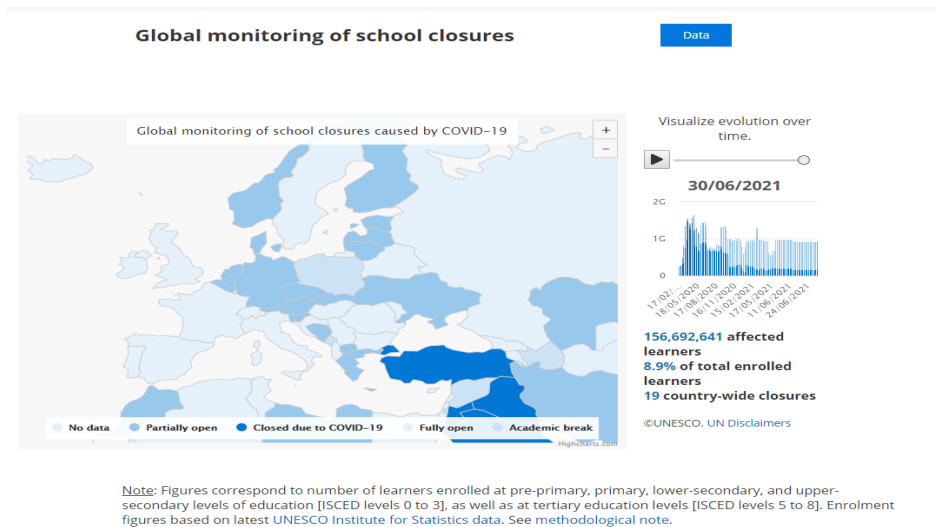 Global monitoring of school closures
Data
Global monitoring of school closures caused by COVID-19
+
−
Visualize evolution over
time.
30/06/2021
2G
1G
0
17/02/...
18/05/2020
17/08/2020
16/11/2020
15/02/2021
17/05/2021
11/06/2021
24/06/2021
156,692,641 affected
learners
8.9% of total enrolled
learners
19 country-wide closures
©UNESCO. UN Disclaimers
No data Partially open Closed due to COVID-19 Fully open Academic break
Highcharts.com
Note: Figures correspond to number of learners enrolled at pre-primary, primary, lower-secondary, and upper-
secondary levels of education [ISCED levels 0 to 3], as well as at tertiary education levels [ISCED levels 5 to 8]. Enrolment
figures based on latest UNESCO Institute for Statistics data. See methodological note.